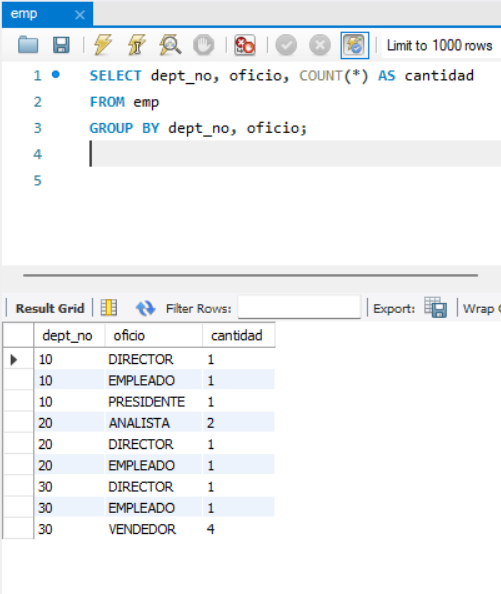 emp
Limit to 1000 rows
1 SELECT dept_no, oficio, COUNT(*) AS cantidad
2 FROM emp
3 GROUP BY dept_no, oficio;
4
5
Result Grid Filter Rows: Export: Wrap C
dept_no oficio cantidad
10 DIRECTOR 1
10 EMPLEADO 1
10 PRESIDENTE 1
20 ANALISTA 2
20 DIRECTOR 1
20 EMPLEADO 1
30 DIRECTOR 1
30 EMPLEADO 1
30 VENDEDOR 4